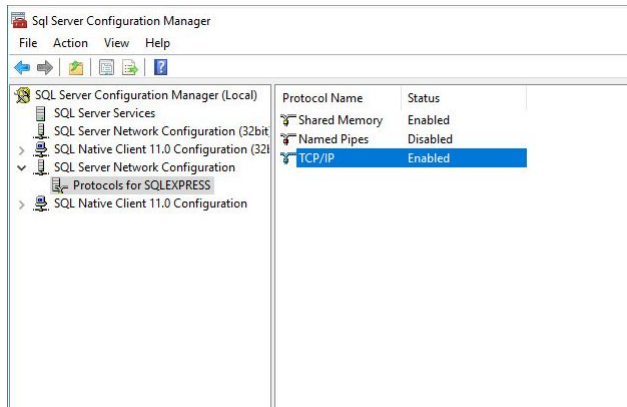 Sql Server Configuration Manager
File Action View Help
SQL Server Configuration Manager (Local)
SQL Server Services
SQL Server Network Configuration (32bit
SQL Native Client 11.0 Configuration (32b
SQL Server Network Configuration
Protocols for SQLEXPRESS
SQL Native Client 11.0 Configuration
Protocol Name Status
Shared Memory Enabled
Named Pipes Disabled
TCP/IP Enabled